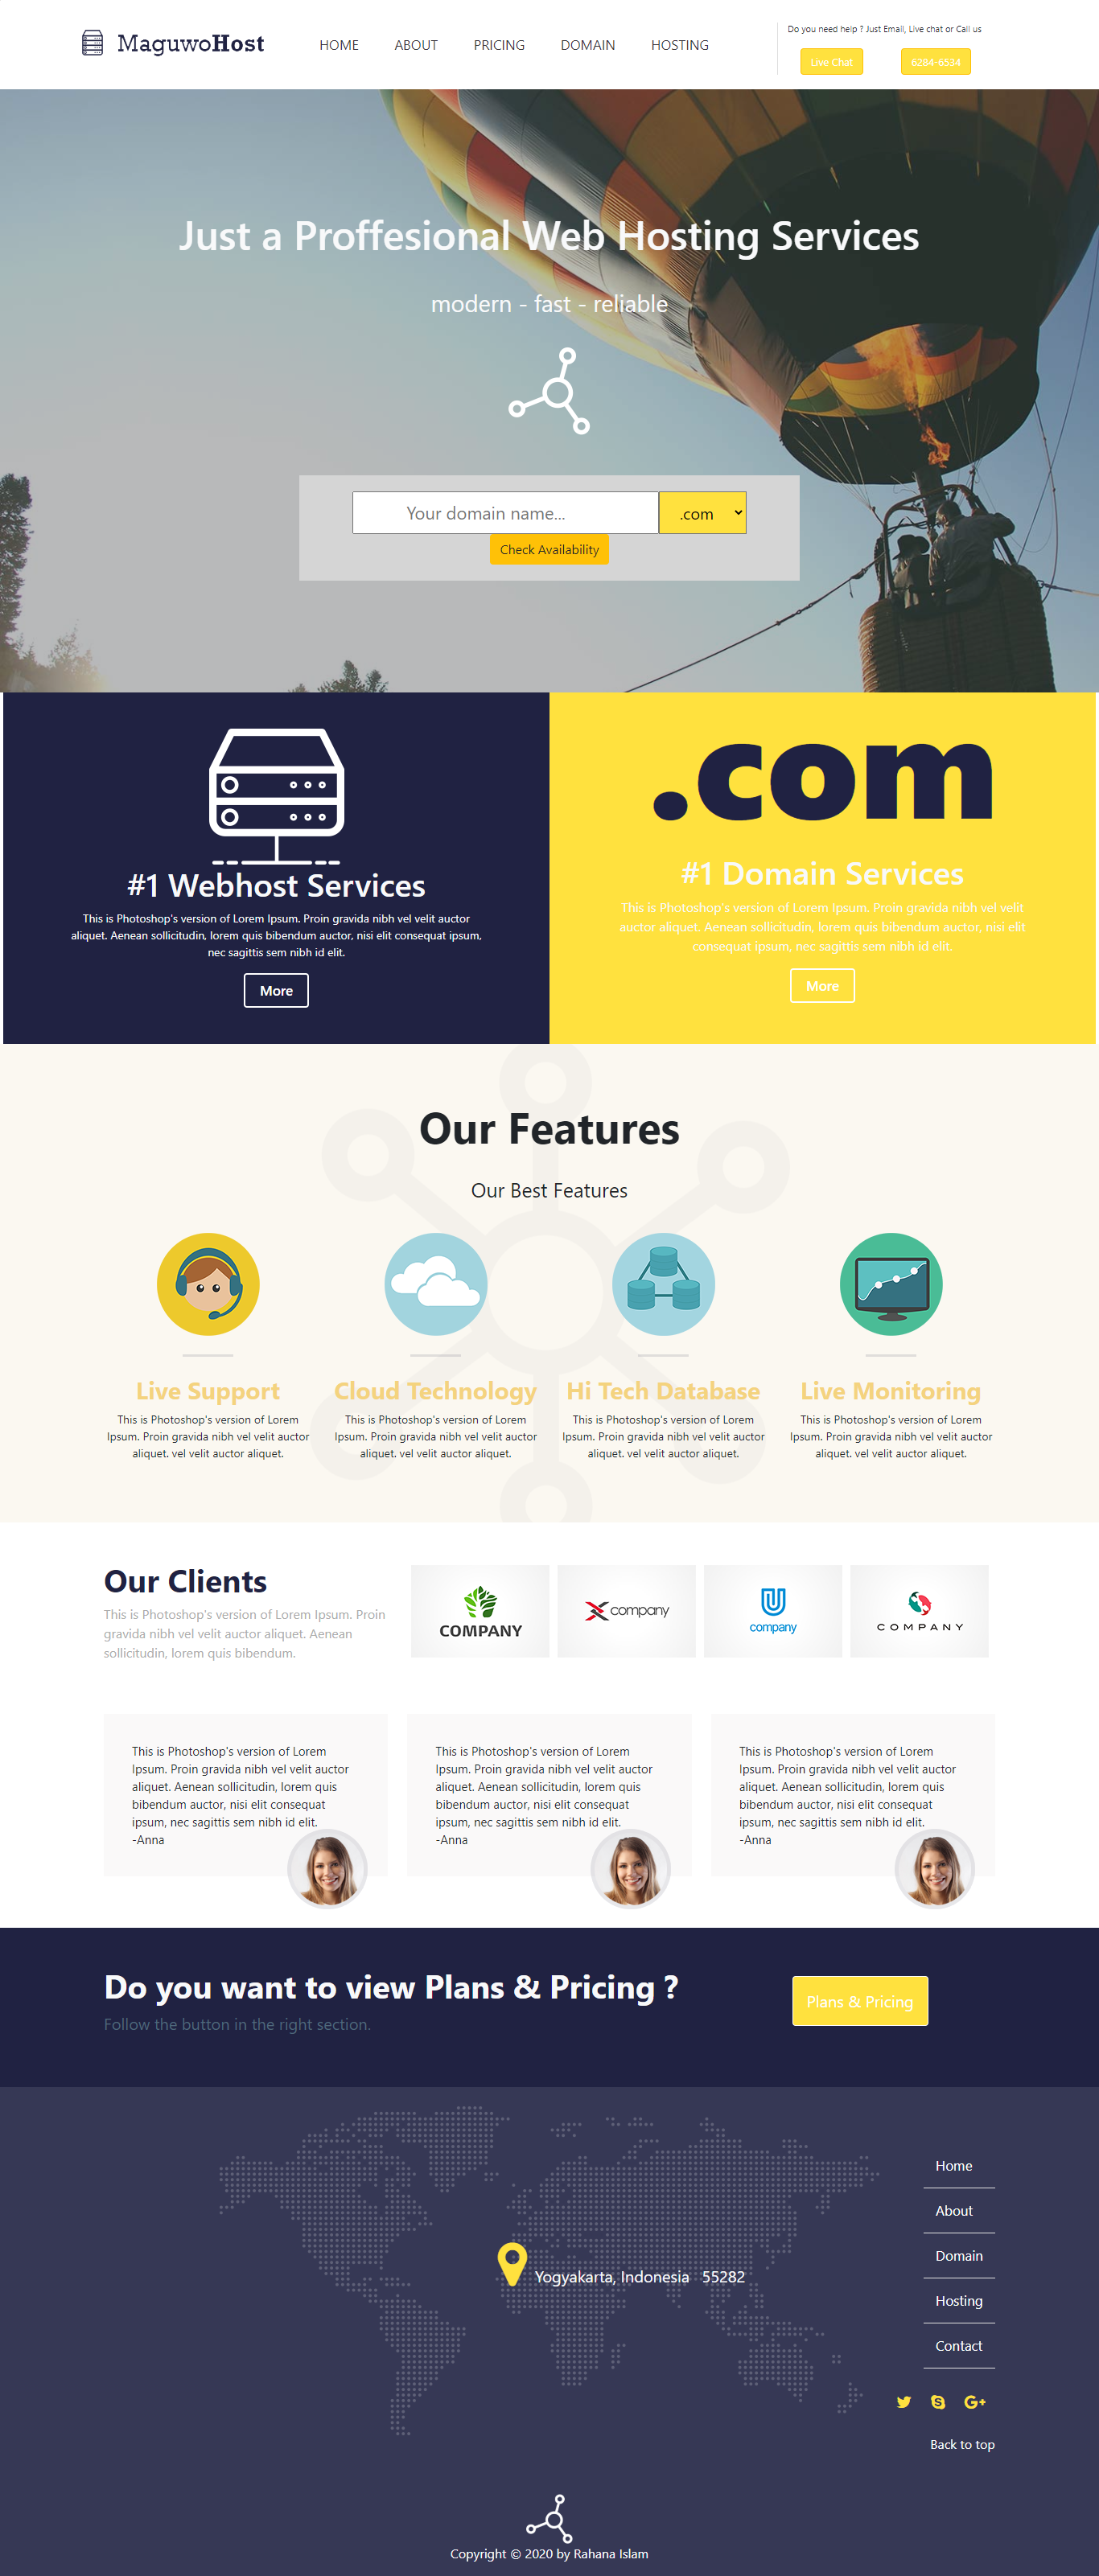 MaguwoHost
HOME ABOUT PRICING DOMAIN HOSTING
Do you need help ? Just Email, Live chat or Call us
Live Chat 6284-6534
Just a Proffesional Web Hosting Services
modern - fast - reliable
Your domain name... .com
Check Availability
#1 Webhost Services
This is Photoshop's version of Lorem Ipsum. Proin gravida nibh vel velit auctor
aliquet. Aenean sollicitudin, lorem quis bibendum auctor, nisi elit consequat ipsum,
nec sagittis sem nibh id elit.
More
.com
#1 Domain Services
This is Photoshop's version of Lorem Ipsum. Proin gravida nibh vel velit
auctor aliquet. Aenean sollicitudin, lorem quis bibendum auctor, nisi elit
consequat ipsum, nec sagittis sem nibh id elit.
More
Our Features
Our Best Features
Live Support
This is Photoshop's version of Lorem
Ipsum. Proin gravida nibh vel velit auctor
aliquet. vel velit auctor aliquet.
Cloud Technology
This is Photoshop's version of Lorem
Ipsum. Proin gravida nibh vel velit auctor
aliquet. vel velit auctor aliquet.
Hi Tech Database
This is Photoshop's version of Lorem
Ipsum. Proin gravida nibh vel velit auctor
aliquet. vel velit auctor aliquet.
Live Monitoring
This is Photoshop's version of Lorem
Ipsum. Proin gravida nibh vel velit auctor
aliquet. vel velit auctor aliquet.
Our Clients
This is Photoshop's version of Lorem Ipsum. Proin
gravida nibh vel velit auctor aliquet. Aenean
sollicitudin, lorem quis bibendum.
COMPANY
company
company
COMPANY
This is Photoshop's version of Lorem
Ipsum. Proin gravida nibh vel velit auctor
aliquet. Aenean sollicitudin, lorem quis
bibendum auctor, nisi elit consequat
ipsum, nec sagittis sem nibh id elit.
-Anna
This is Photoshop's version of Lorem
Ipsum. Proin gravida nibh vel velit auctor
aliquet. Aenean sollicitudin, lorem quis
bibendum auctor, nisi elit consequat
ipsum, nec sagittis sem nibh id elit.
-Anna
This is Photoshop's version of Lorem
Ipsum. Proin gravida nibh vel velit auctor
aliquet. Aenean sollicitudin, lorem quis
bibendum auctor, nisi elit consequat
ipsum, nec sagittis sem nibh id elit.
-Anna
Do you want to view Plans & Pricing ?
Follow the button in the right section.
Plans & Pricing
Yogyakarta, Indonesia 55282
Home
About
Domain
Hosting
Contact
Back to top
Copyright © 2020 by Rahana Islam